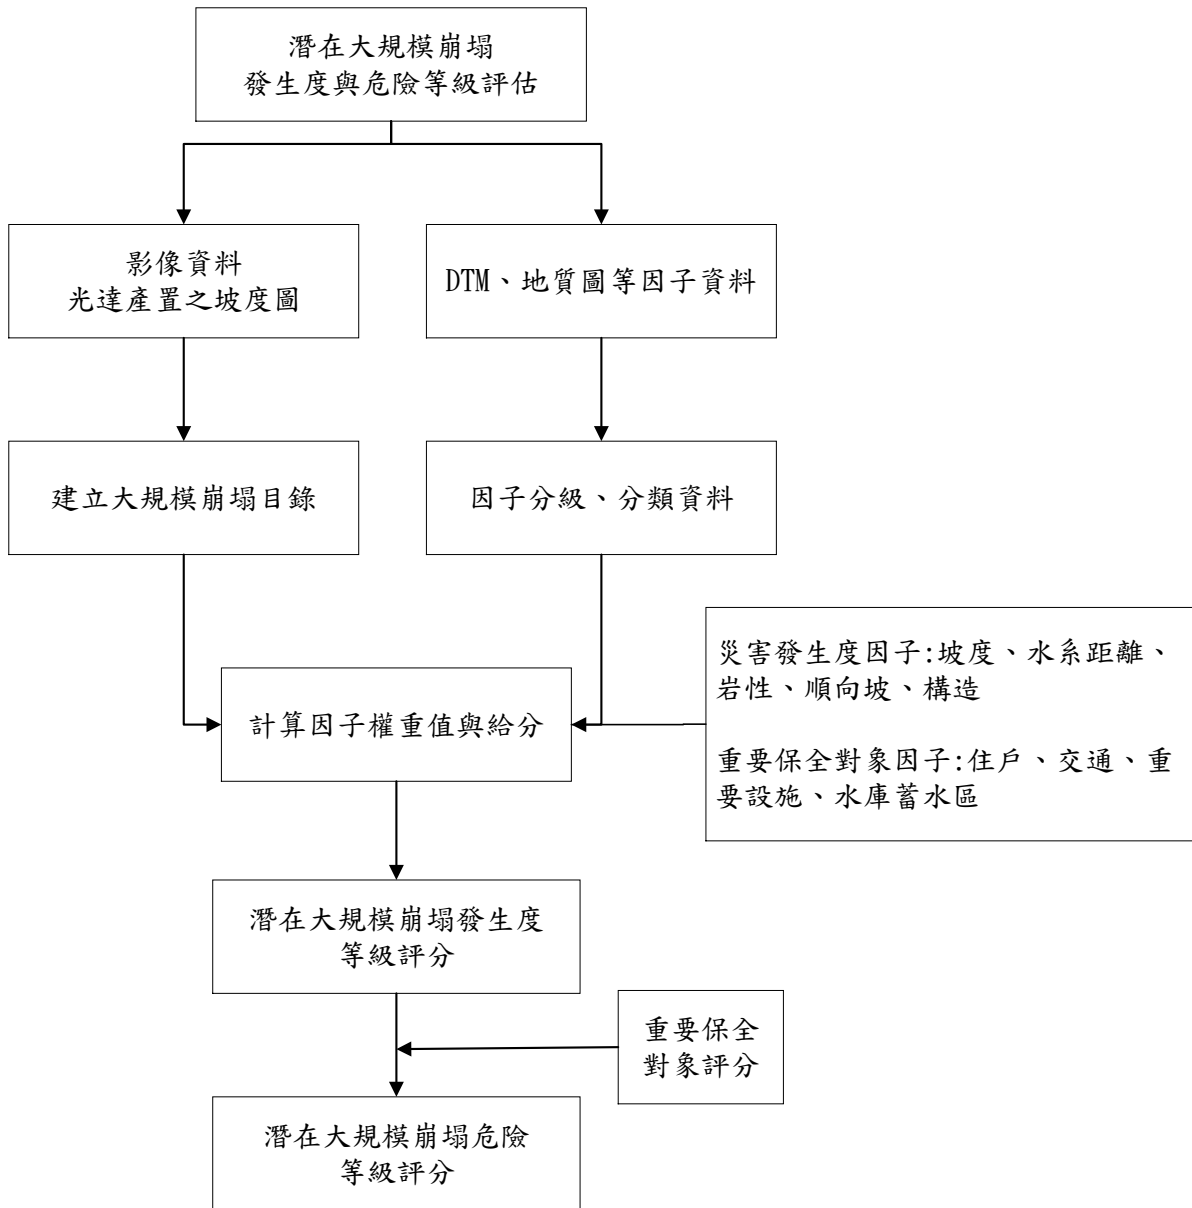 潛在大規模崩塌
發生度與危險等級評估
影像資料
光達產置之坡度圖
DTM、地質圖等因子資料
建立大規模崩塌目錄
因子分級、分類資料
災害發生度因子:坡度、水系距離、
岩性、順向坡、構造
重要保全對象因子:住戶、交通、重
要設施、水庫蓄水區
計算因子權重值與給分
潛在大規模崩塌發生度
等級評分
重要保全
對象評分
潛在大規模崩塌危險
等級評分